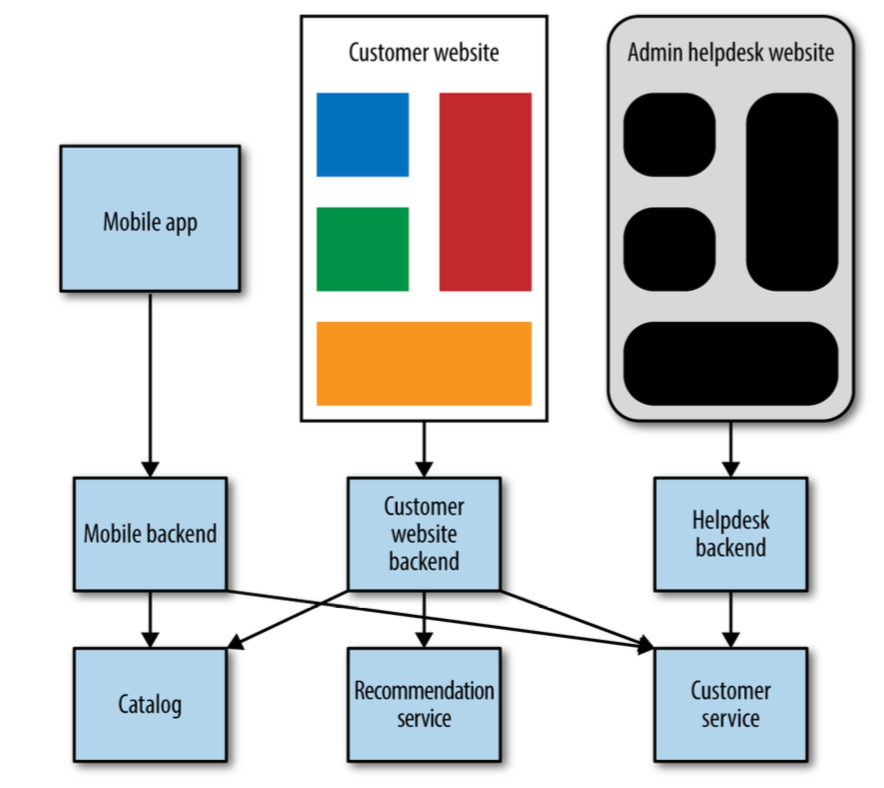 Customer website
Admin helpdesk website
Mobile app
Mobile backend
Customer
website
backend
Helpdesk
backend
Catalog
Recommendation
service
Customer
service